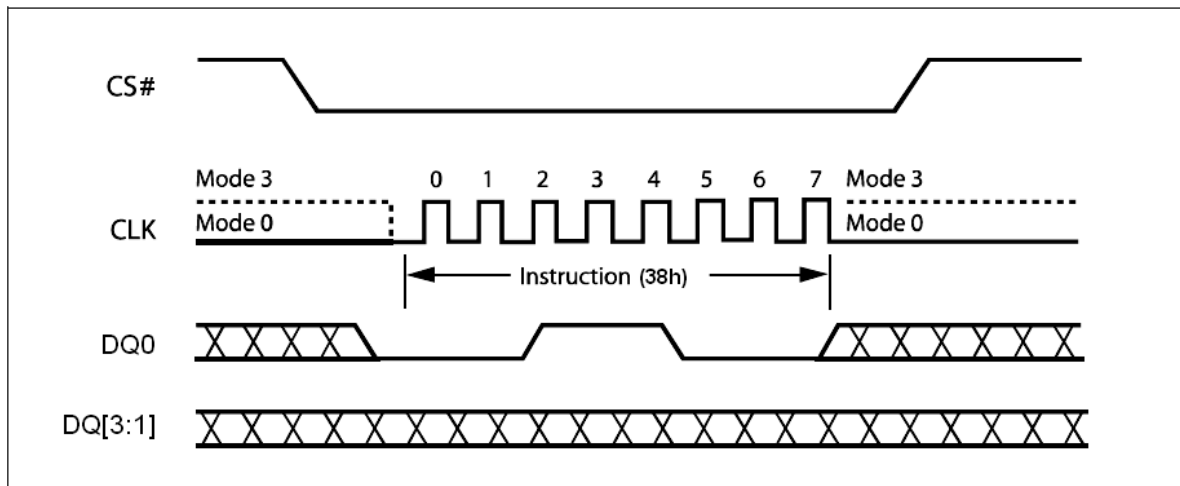 CS#
Mode 3 0 1 2 3 4 5 6 7 Mode 3
CLK Mode 0 Mode 0
Instruction (38h)
DQ0
DQ[3:1]